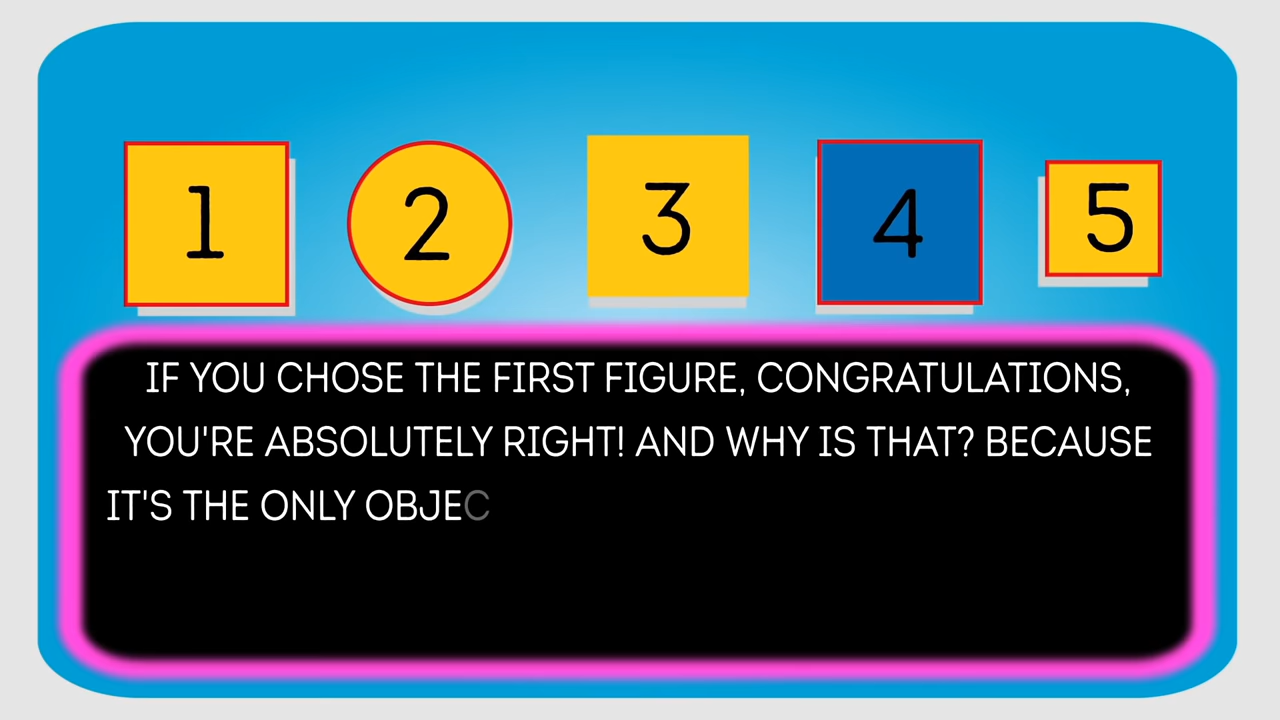 1 2 3 4 5
IF YOU CHOSE THE FIRST FIGURE, CONGRATULATIONS,
YOU'RE ABSOLUTELY RIGHT! AND WHY IS THAT? BECAUSE
IT'S THE ONLY OBJEC